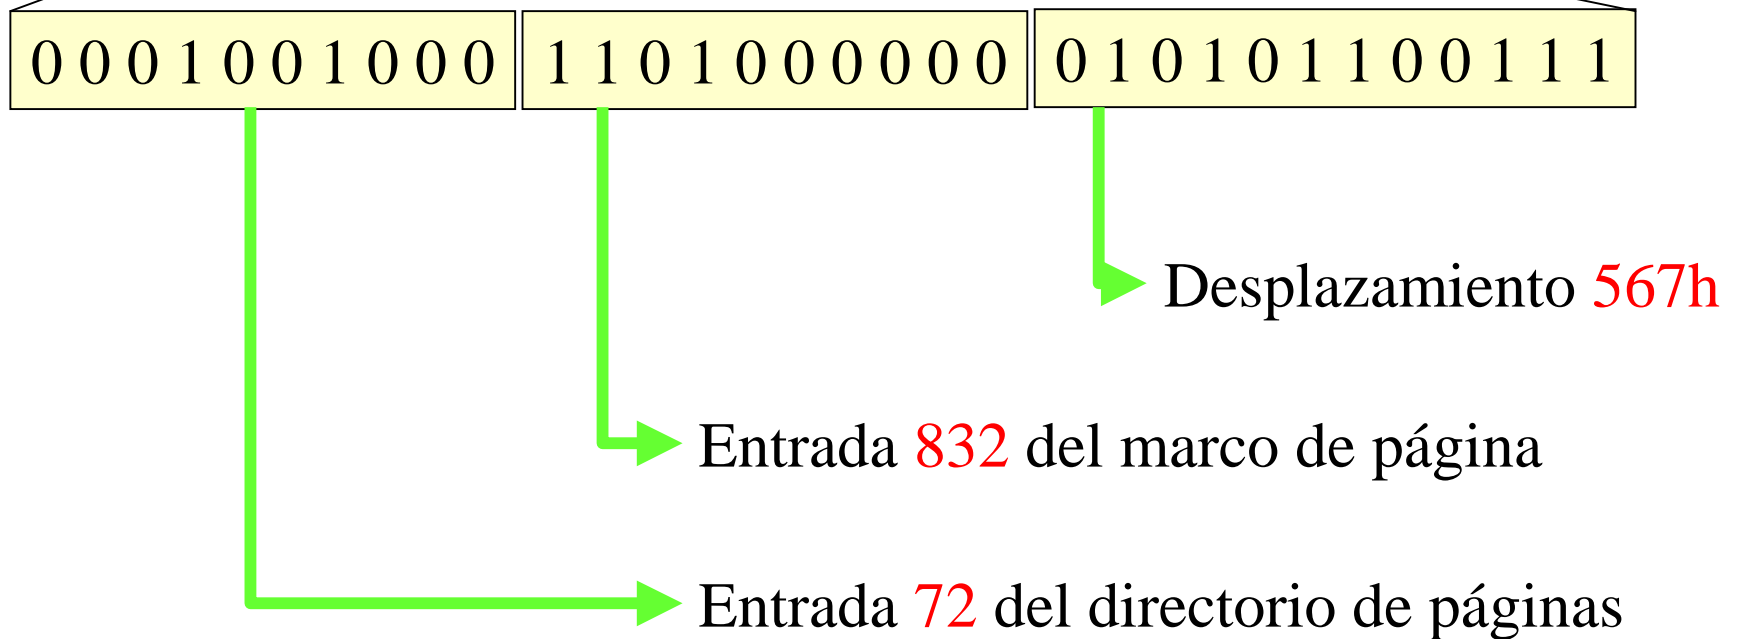 0 0 0 1 0 0 1 0 0 0 1 1 0 1 0 0 0 0 0 0 0 1 0 1 0 1 1 0 0 1 1 1
Desplazamiento 567h
Entrada 832 del marco de página
Entrada 72 del directorio de páginas